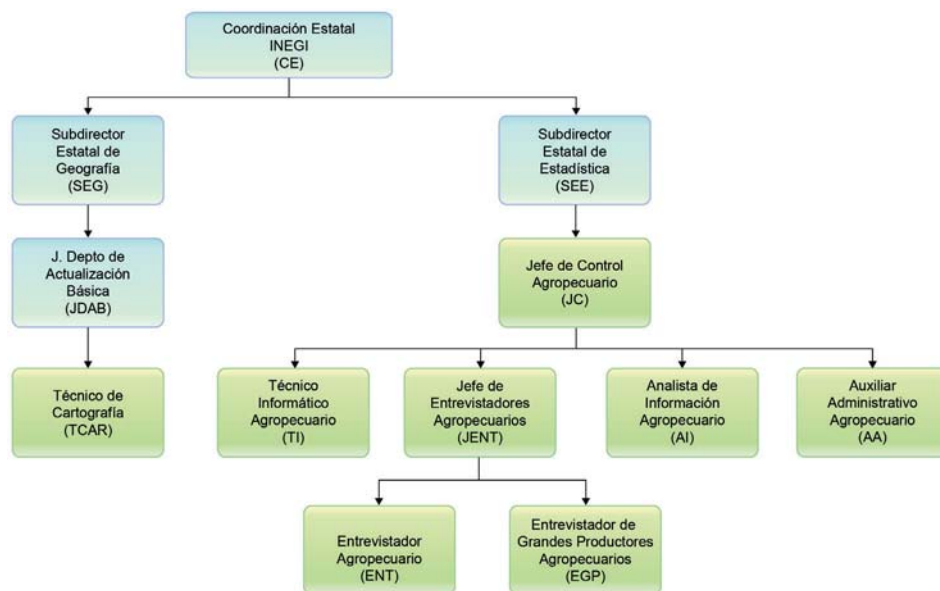 Coordinación Estatal
INEGI
(CE)
Subdirector
Estatal de
Geografía
(SEG)
Subdirector
Estatal de
Estadística
(SEE)
J. Depto de
Actualización
Básica
(JDAB)
Jefe de Control
Agropecuario
(JC)
Técnico de
Cartografía
(TCAR)
Técnico
Informático
Agropecuario
(TI)
Jefe de
Entrevistadores
Agropecuarios
(JENT)
Analista de
Información
Agropecuario
(AI)
Auxiliar
Administrativo
Agropecuario
(AA)
Entrevistador
Agropecuario
(ENT)
Entrevistador de
Grandes Productores
Agropecuarios
(EGP)